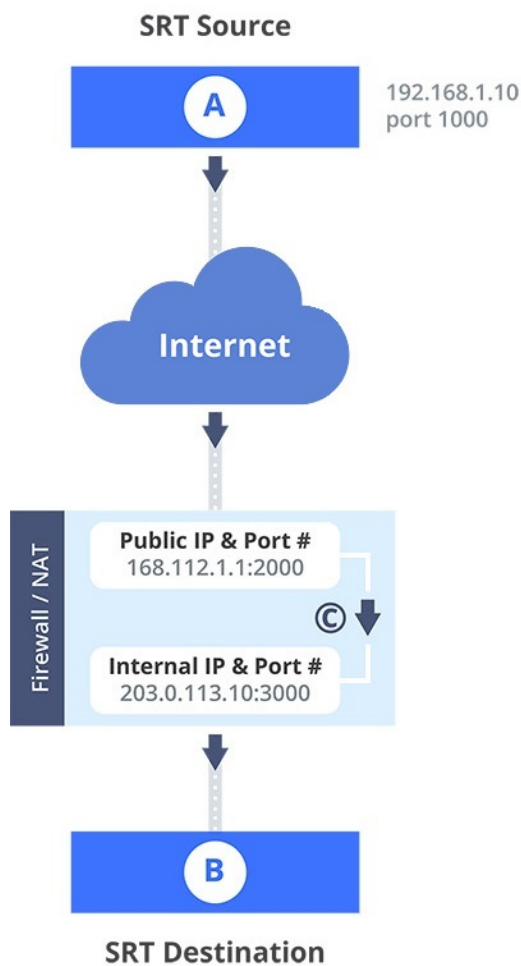 SRT Source
A
192.168.1.10
port 1000
Internet
Firewall / NAT
Public IP & Port #
168.112.1.1:2000
©
Internal IP & Port #
203.0.113.10:3000
B
SRT Destination